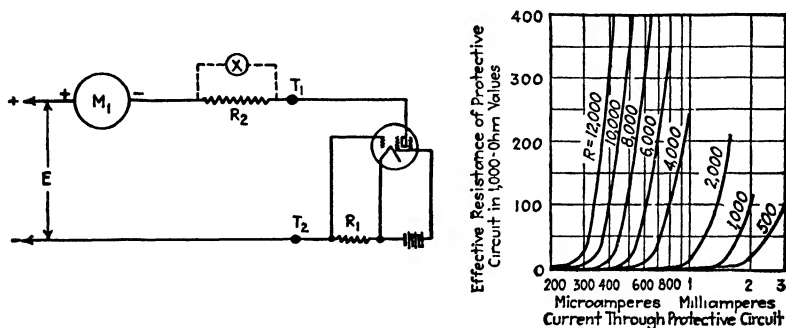 +
+
M1
-
X
R2
T1
E
-
T2
R1
Effective Resistance of Protective
Circuit in 1,000-Ohm Values
400
300
200
100
0
R=12,000
10,000
8,000
6,000
4,000
2,000
1,000
500
200 300 400 600 800 1 2 3
Microamperes Milliamperes
Current Through Protective Circuit